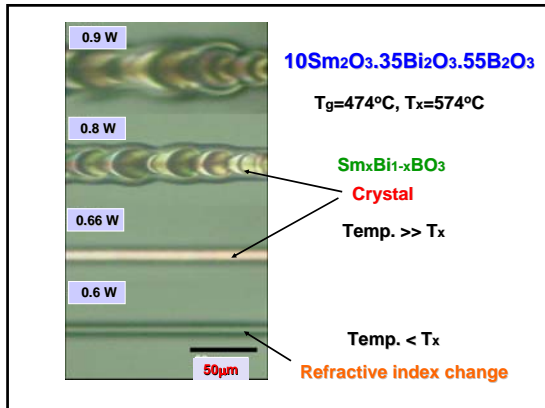 0.9 W
10Sm₂O₃.35Bi₂O₃.55B₂O₃
Tg=474ºC, Tx=574ºC
0.8 W
SmxBi1-xBO₃
Crystal
0.66 W
Temp. >> Tx
0.6 W
Temp. < Tx
50µm
Refractive index change